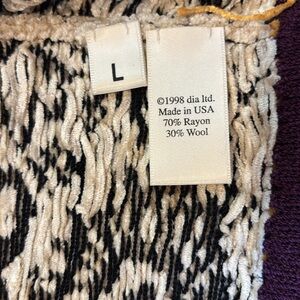 L
©1998 dia ltd.
Made in USA
70% Rayon
30% Wool